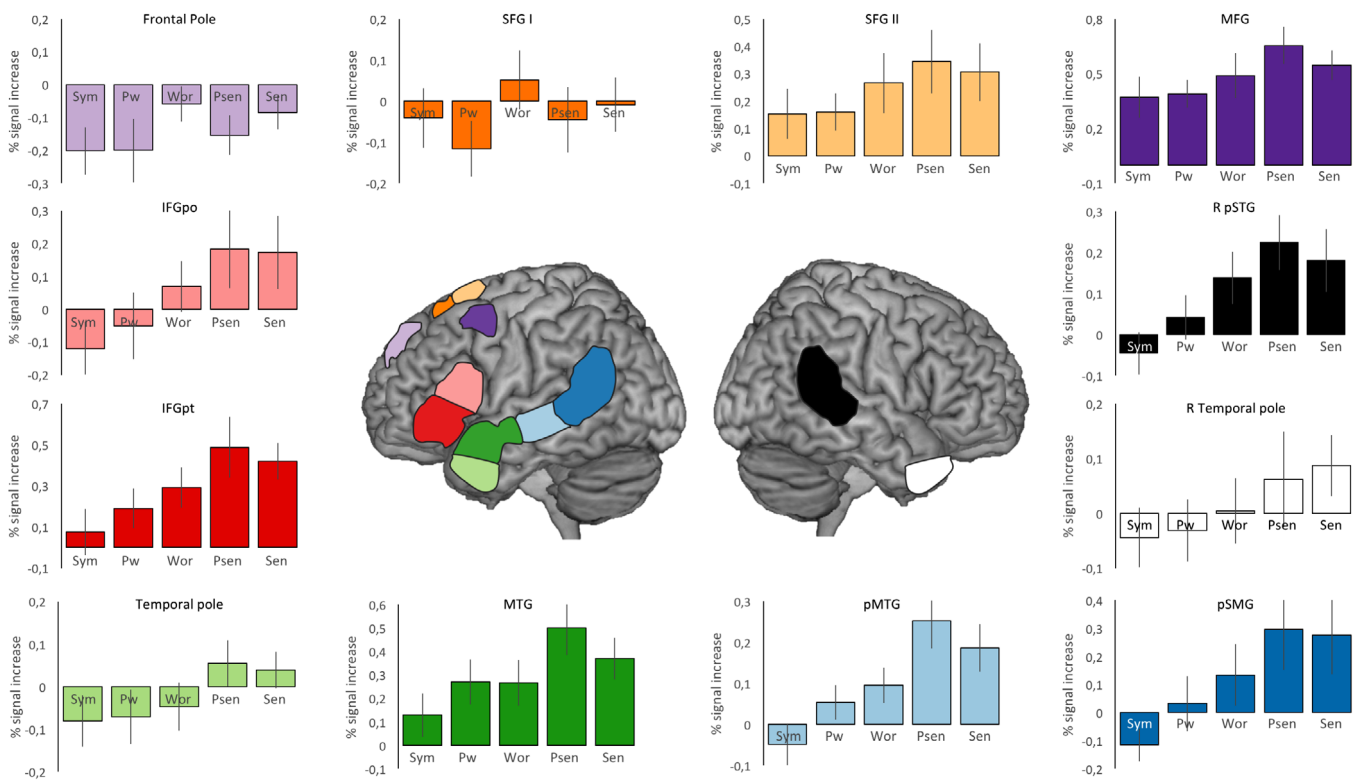 Frontal Pole
% signal increase
0,2
0,1
0
-0,1
-0,2
-0,3
Sym Pw Wor Psen Sen
SFG I
% signal increase
0,2
0,1
0
-0,1
-0,2
Sym Pw Wor Psen Sen
SFG II
% signal increase
0,5
0,4
0,3
0,2
0,1
0
-0,1
Sym Pw Wor Psen Sen
MFG
% signal increase
0,8
0,5
0,2
-0,1
Sym Pw Wor Psen Sen
IFGpo
% signal increase
0,3
0,2
0,1
0
-0,1
-0,2
Sym Pw Wor Psen Sen
R pSTG
% signal increase
0,3
0,2
0,1
0
-0,1
Sym Pw Wor Psen Sen
IFGpt
% signal increase
0,7
0,5
0,3
0,1
-0,1
Sym Pw Wor Psen Sen
R Temporal pole
% signal increase
0,2
0,1
0
-0,1
Sym Pw Wor Psen Sen
Temporal pole
% signal increase
0,2
0,1
0
-0,1
-0,2
Sym Pw Wor Psen Sen
MTG
% signal increase
0,6
0,5
0,4
0,3
0,2
0,1
0
-0,1
Sym Pw Wor Psen Sen
pMTG
% signal increase
0,3
0,2
0,1
0
-0,1
Sym Pw Wor Psen Sen
pSMG
% signal increase
0,4
0,3
0,2
0,1
0
-0,1
-0,2
Sym Pw Wor Psen Sen